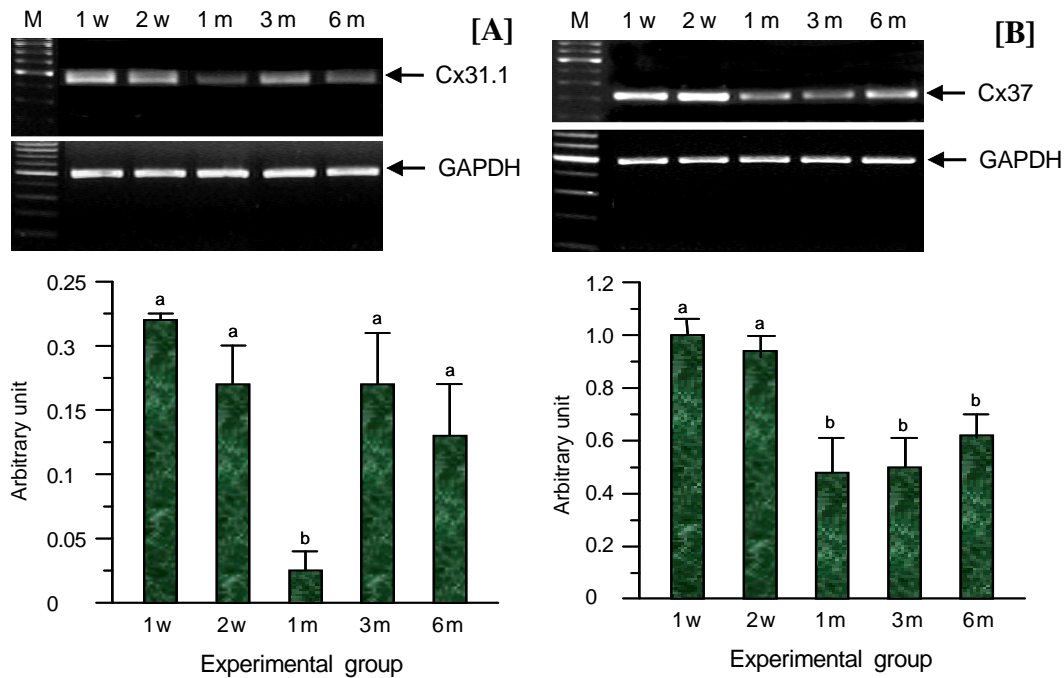 M 1 w 2 w 1 m 3 m 6 m [A]
Cx31.1
GAPDH
0.25
0.3
0.15
0.1
0.05
0
Arbitrary unit
a
a
b
a
a
1 w 2 w 1 m 3 m 6 m
Experimental group
M 1 w 2 w 1 m 3 m 6 m [B]
Cx37
GAPDH
1.2
1.0
0.8
0.6
0.4
0.2
0
Arbitrary unit
a
a
b
b
b
1 w 2 w 1 m 3 m 6 m
Experimental group